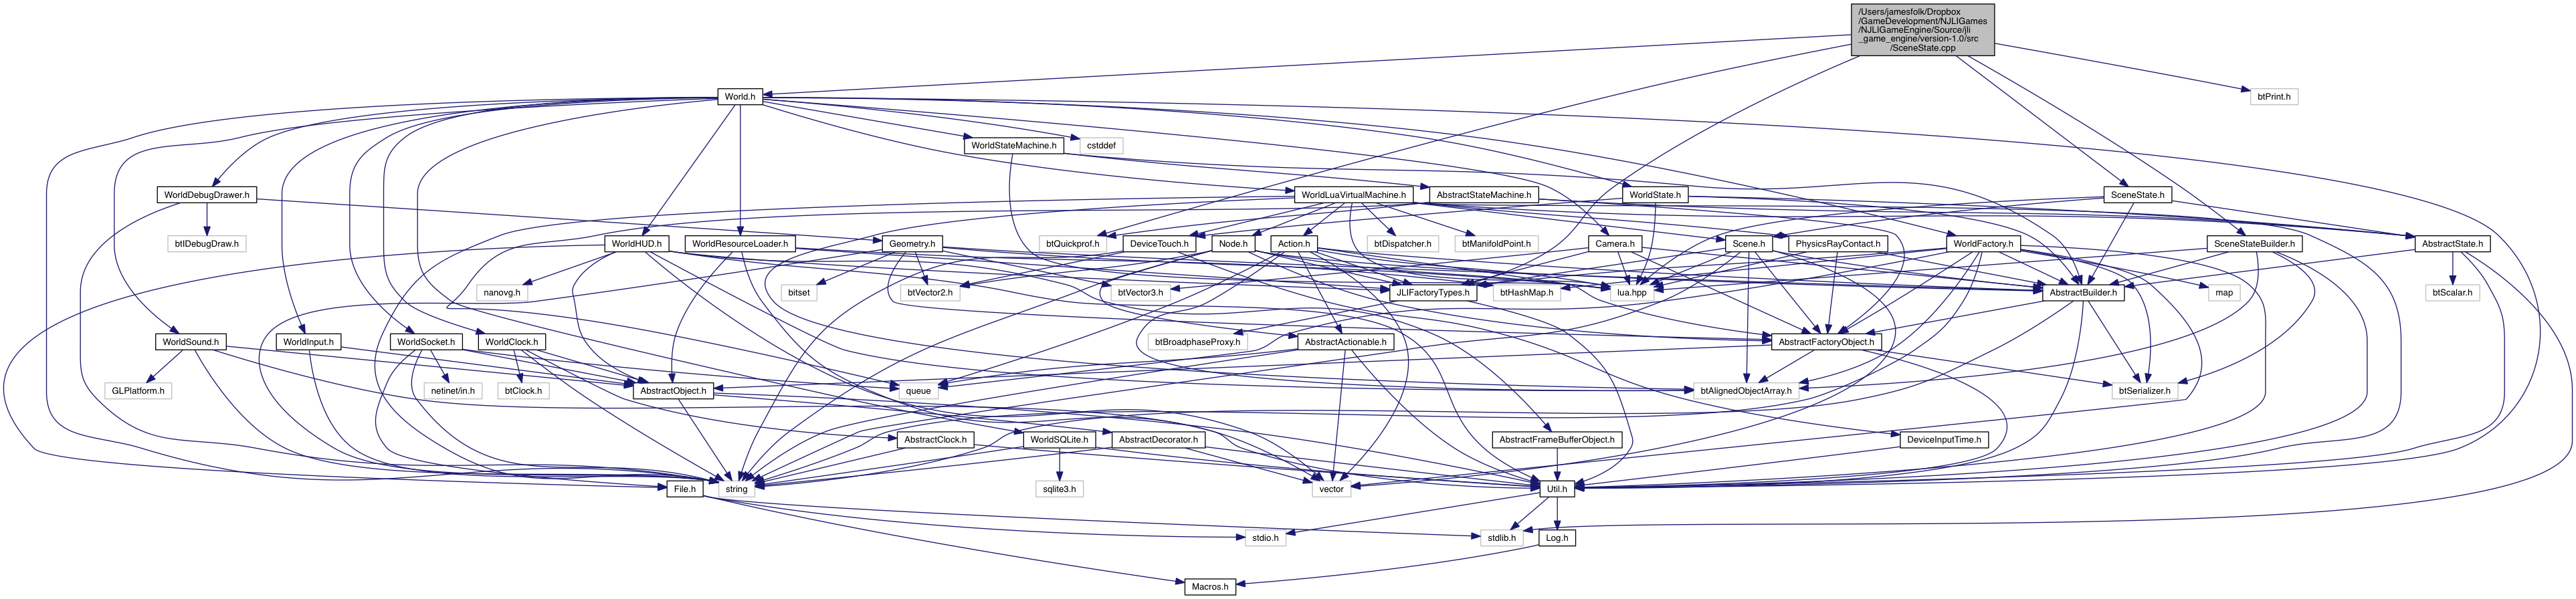 /Users/jamesfolk/Dropbox
/GameDevelopment/NJLIGames
/NJLIGameEngine/Source/jli
_game_engine/version-1.0/src
/SceneState.cpp
World.h
btPrint.h
WorldStateMachine.h
cstddef
WorldDebugDrawer.h
WorldLuaVirtualMachine.h
AbstractStateMachine.h
WorldState.h
SceneState.h
btIDebugDraw.h
WorldHUD.h
WorldResourceLoader.h
Geometry.h
btQuickprof.h
DeviceTouch.h
Node.h
Action.h
btDispatcher.h
btManifoldPoint.h
Camera.h
Scene.h
PhysicsRayContact.h
WorldFactory.h
SceneStateBuilder.h
AbstractState.h
nanovg.h
bitset
btVector2.h
btVector3.h
JLIFactoryTypes.h
btHashMap.h
lua.hpp
AbstractBuilder.h
map
btScalar.h
WorldSound.h
WorldInput.h
WorldSocket.h
WorldClock.h
btBroadphaseProxy.h
AbstractActionable.h
AbstractFactoryObject.h
GLPlatform.h
netinet/in.h
btClock.h
AbstractObject.h
queue
btAlignedObjectArray.h
btSerializer.h
AbstractClock.h
WorldSQLite.h
AbstractDecorator.h
AbstractFrameBufferObject.h
DeviceInputTime.h
File.h
string
sqlite3.h
vector
Util.h
stdio.h
stdlib.h
Log.h
Macros.h